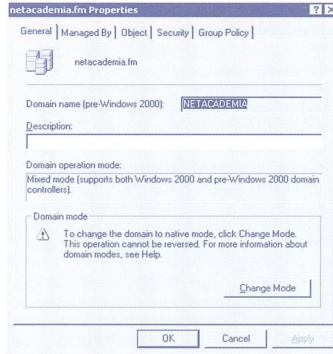 netacademia.fm Properties
General Managed By Object Security Group Policy
netacademia.fm
Domain name (pre-Windows 2000): NETACADEMIA
Description:
Domain operation mode:
Mixed mode (supports both Windows 2000 and pre-Windows 2000 domain
controllers).
Domain mode
To change the domain to native mode, click Change Mode.
This operation cannot be reversed. For more information about
domain modes, see Help.
Change Mode
OK Cancel Apply